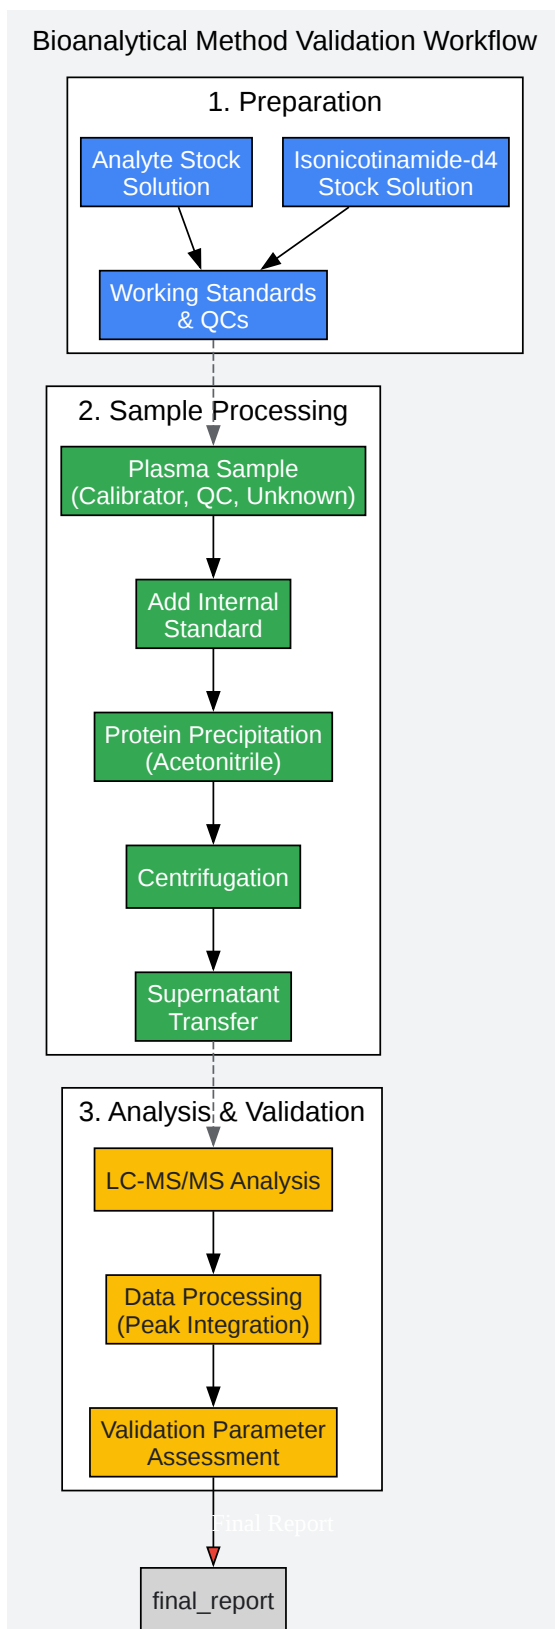 Bioanalytical Method Validation Workflow
1. Preparation
Analyte Stock
Solution
Isonicotinamide-d4
Stock Solution
Working Standards
& QCs
2. Sample Processing
Plasma Sample
(Calibrator, QC, Unknown)
Add Internal
Standard
Protein Precipitation
(Acetonitrile)
Centrifugation
Supernatant
Transfer
3. Analysis & Validation
LC-MS/MS Analysis
Data Processing
(Peak Integration)
Validation Parameter
Assessment
Final Report
final_report